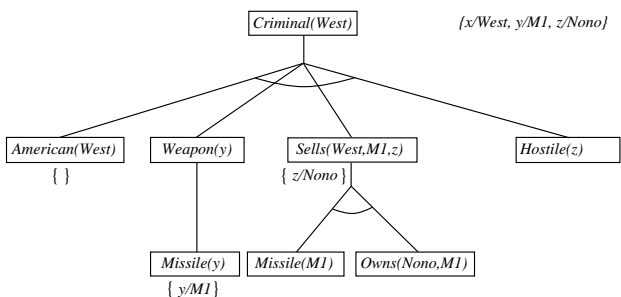 Criminal(West) {x/West, y/M1, z/Nono}
American(West) Weapon(y) Sells(West,M1,z) Hostile(z)
{ } { z/Nono }
Missile(y) Missile(M1) Owns(Nono,M1)
{ y/M1}